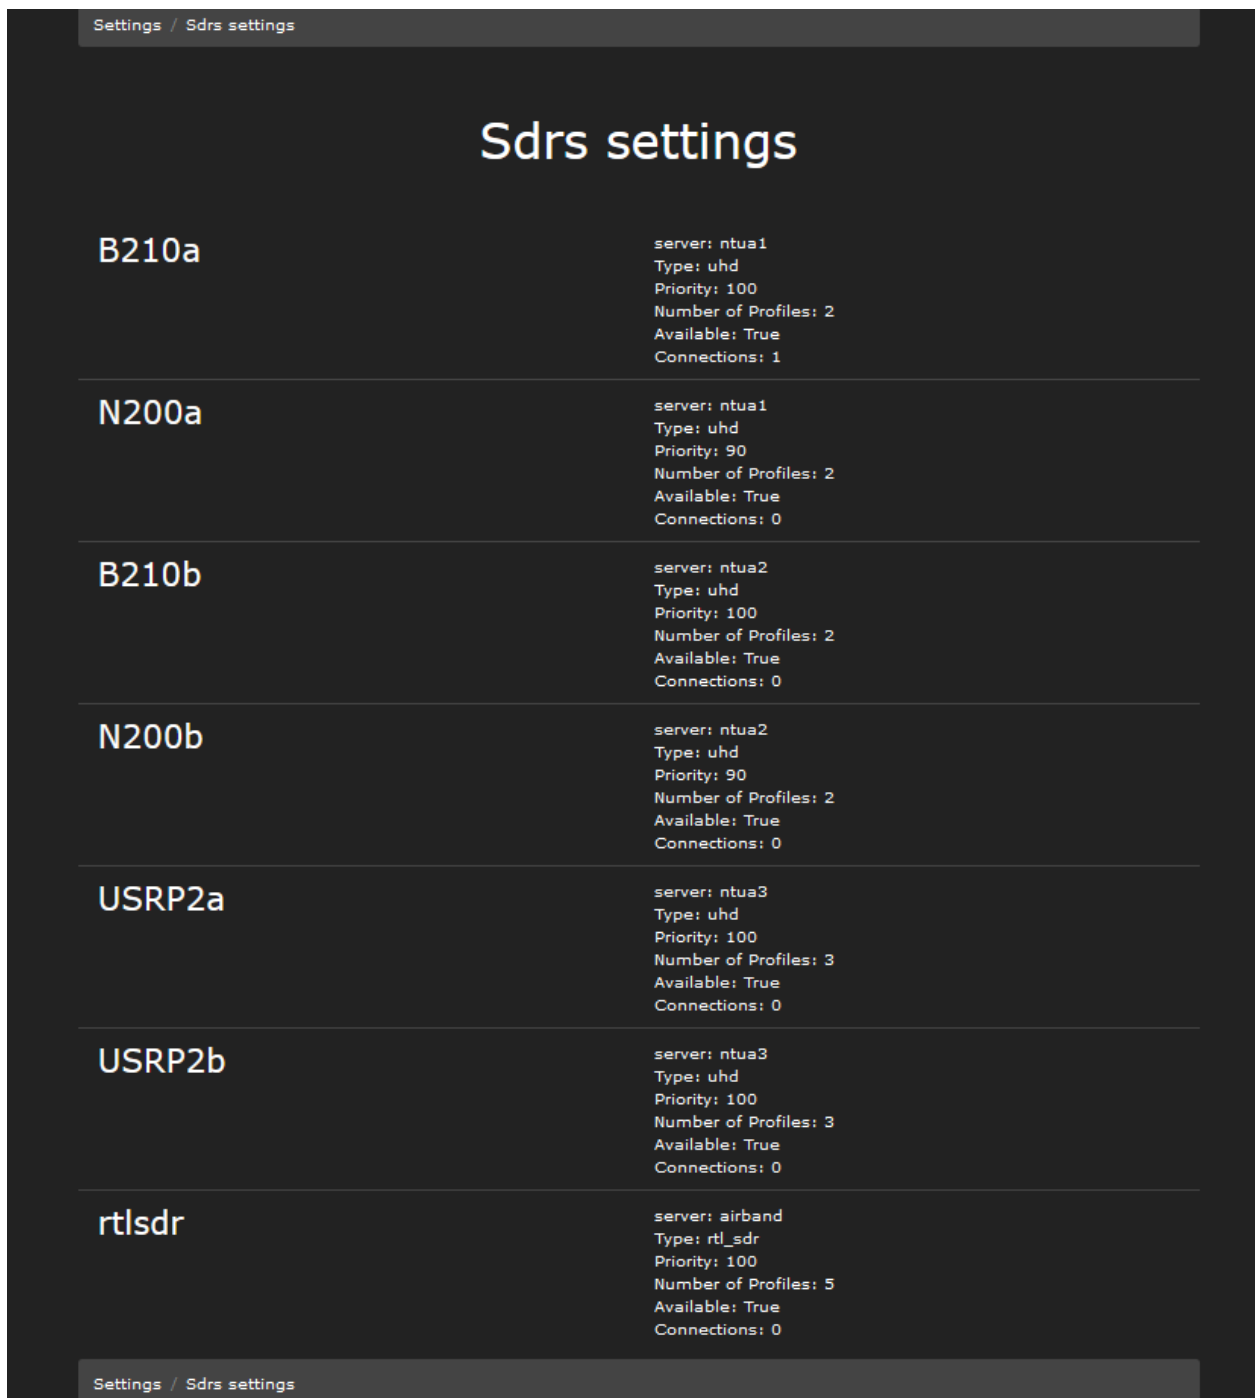 Settings / Sdrs settings
Sdrs settings
B210a
server: ntua1
Type: uhd
Priority: 100
Number of Profiles: 2
Available: True
Connections: 1
N200a
server: ntua1
Type: uhd
Priority: 90
Number of Profiles: 2
Available: True
Connections: 0
B210b
server: ntua2
Type: uhd
Priority: 100
Number of Profiles: 2
Available: True
Connections: 0
N200b
server: ntua2
Type: uhd
Priority: 90
Number of Profiles: 2
Available: True
Connections: 0
USRP2a
server: ntua3
Type: uhd
Priority: 100
Number of Profiles: 3
Available: True
Connections: 0
USRP2b
server: ntua3
Type: uhd
Priority: 100
Number of Profiles: 3
Available: True
Connections: 0
rtlsdr
server: airband
Type: rtl_sdr
Priority: 100
Number of Profiles: 5
Available: True
Connections: 0
Settings / Sdrs settings